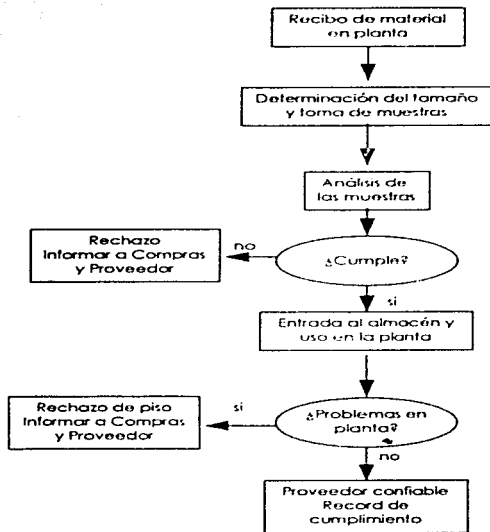 Recibo de material
en planta
Determinación del tamaño
y toma de muestras
Análisis de
las muestras
Rechazo
Informar a Compras
y Proveedor
no
¿Cumple?
si
Entrada al almacén y
uso en la planta
Rechazo de piso
Informar a Compras
y Proveedor
si
¿Problemas en
planta?
no
Proveedor confiable
Record de
cumplimiento